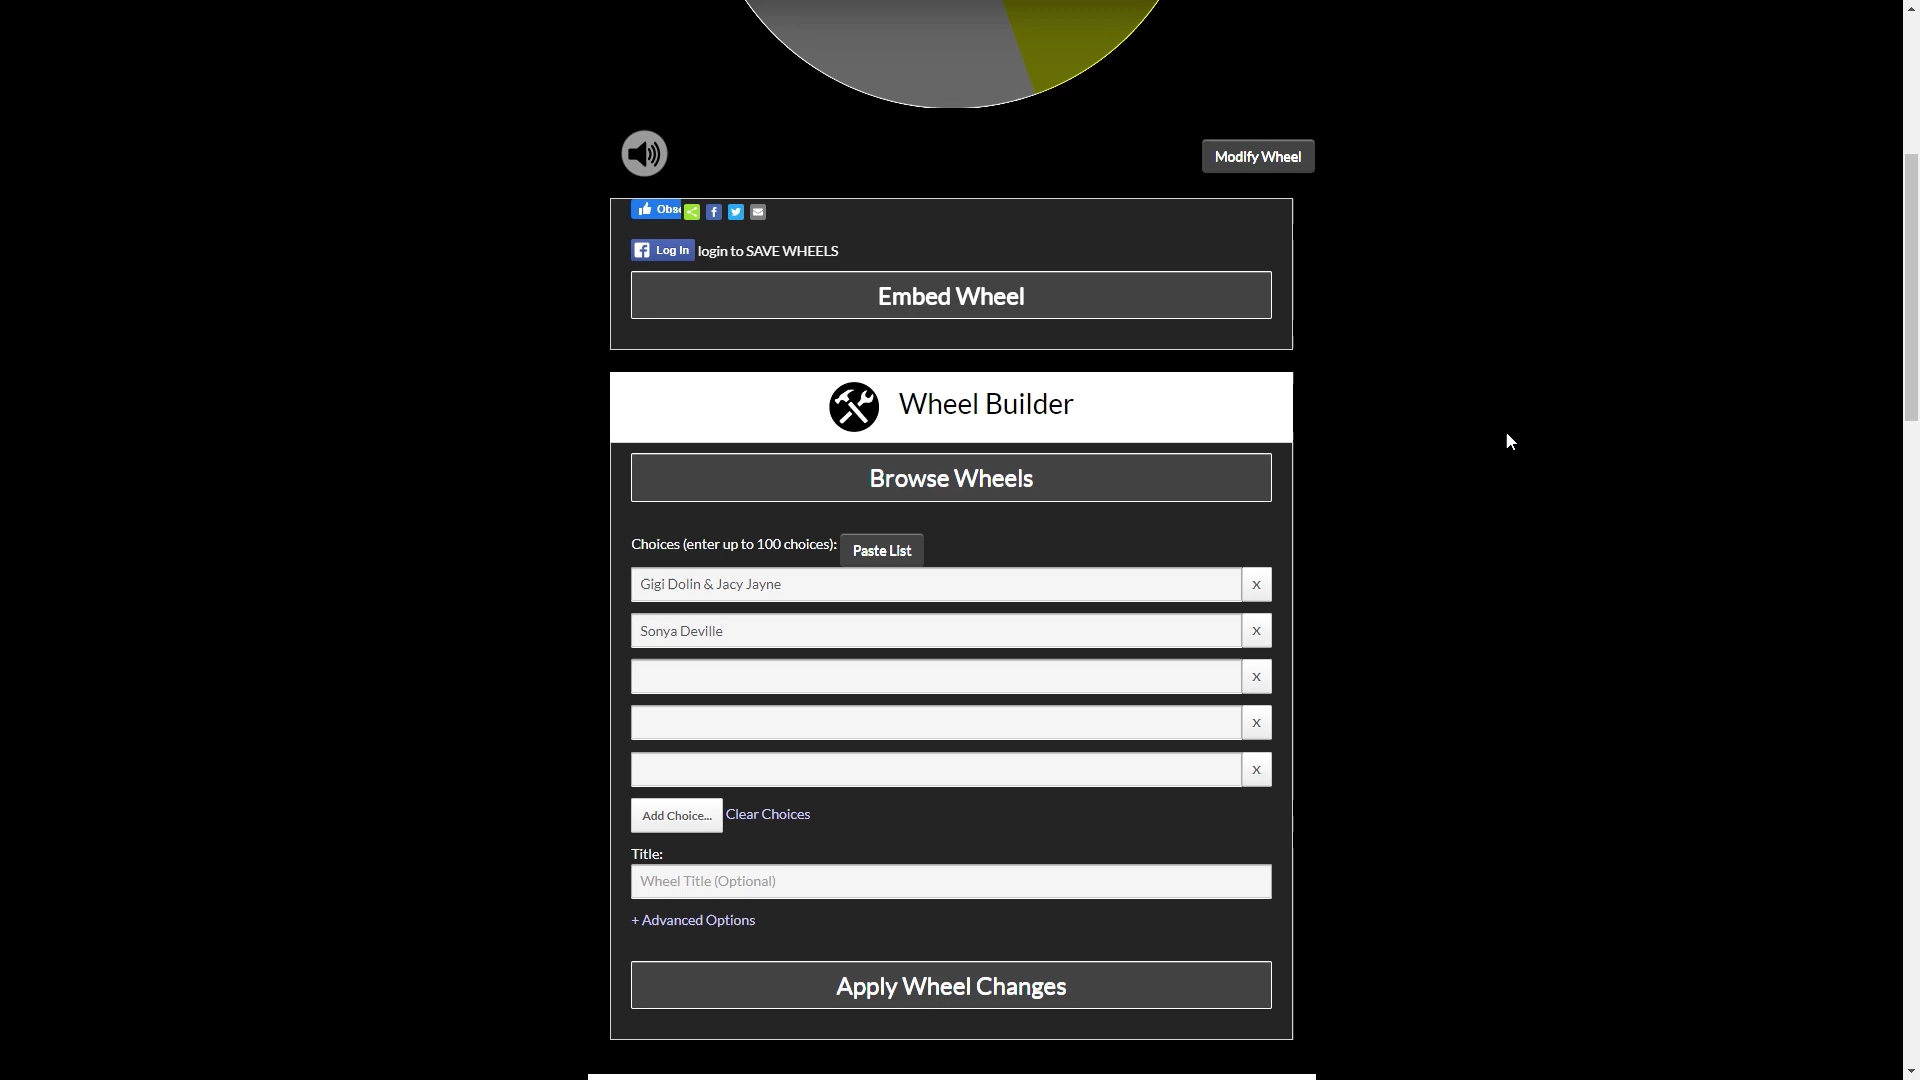 Modify Wheel
Log In login to SAVE WHEELS
Embed Wheel
Wheel Builder
Browse Wheels
Choices (enter up to 100 choices): Paste List
Gigi Dolin & Jacy Jayne x
Sonya Deville x
x
x
x
Add Choice... Clear Choices
Title:
Wheel Title (Optional)
+ Advanced Options
Apply Wheel Changes